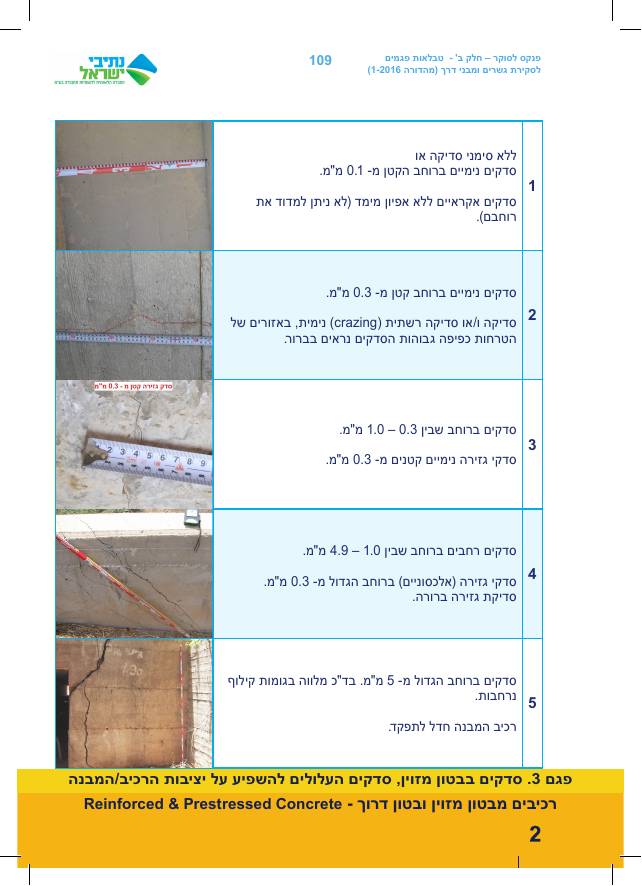 פנקס לסוקר – חלק ב' - טבלאות פגמים
לסקירת גשרים ומבני דרך (מהדורה 1-2016)
109
נתיבי
ישראל
1
ללא סימני סדיקה או
סדקים נימיים ברוחב הקטן מ- 0.1 מ"מ.
סדקים אקראיים ללא אפיון מימד (לא ניתן למדוד את
רוחבם).
2
סדקים נימיים ברוחב קטן מ- 0.3 מ"מ.
סדיקה ו/או סדיקה רשתית (crazing) נימית, באזורים של
הטרחות כפיפה גבוהות הסדקים נראים בברור.
3
סדקים ברוחב שבין 0.3 – 1.0 מ"מ.
סדקי גזירה נימיים קטנים מ- 0.3 מ"מ.
סדק גזירה קטן מ - 0.3 מ"מ
4
סדקים רחבים ברוחב שבין 1.0 – 4.9 מ"מ.
סדקי גזירה (אלכסוניים) ברוחב הגדול מ- 0.3 מ"מ.
סדיקת גזירה ברורה.
5
סדקים ברוחב הגדול מ- 5 מ"מ. בד"כ מלווה בגומות קילוף
נרחבות.
רכיב המבנה חדל לתפקד.
פגם 3. סדקים בבטון מזוין, סדקים העלולים להשפיע על יציבות הרכיב/המבנה
רכיבים מבטון מזוין ובטון דרוך - Reinforced & Prestressed Concrete
2